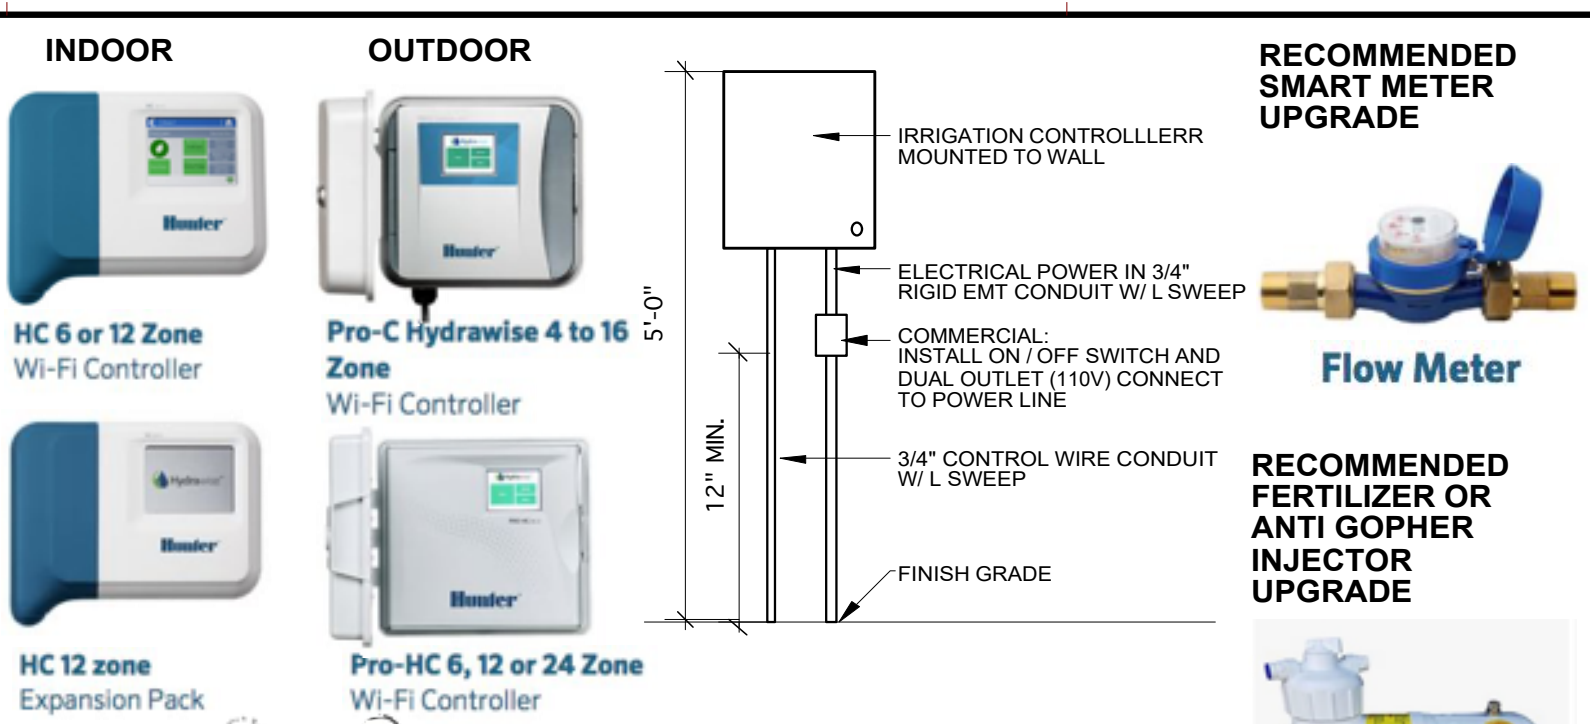 INDOOR
OUTDOOR
Hunter
HC 6 or 12 Zone
Wi-Fi Controller
Hydrawise
Hunter
HC 12 zone
Expansion Pack
Hunter
Pro-C Hydrawise 4 to 16
Zone
Wi-Fi Controller
Hunter
Pro-HC 6, 12 or 24 Zone
Wi-Fi Controller
5'-0"
12" MIN.
IRRIGATION CONTROLLLERR
MOUNTED TO WALL
ELECTRICAL POWER IN 3/4"
RIGID EMT CONDUIT W/ L SWEEP
COMMERCIAL:
INSTALL ON / OFF SWITCH AND
DUAL OUTLET (110V) CONNECT
TO POWER LINE
3/4" CONTROL WIRE CONDUIT
W/ L SWEEP
FINISH GRADE
RECOMMENDED
SMART METER
UPGRADE
Flow Meter
RECOMMENDED
FERTILIZER OR
ANTI GOPHER
INJECTOR
UPGRADE